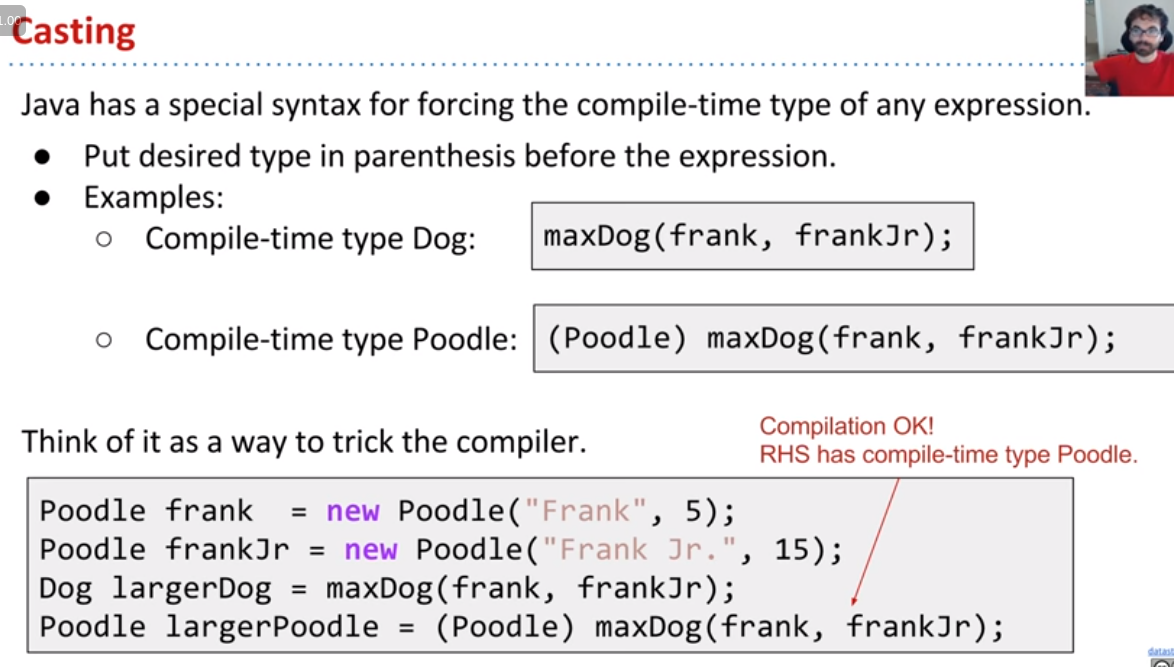 1.00
Casting
Java has a special syntax for forcing the compile-time type of any expression.
● Put desired type in parenthesis before the expression.
● Examples:
○ Compile-time type Dog: maxDog(frank, frankJr);
○ Compile-time type Poodle: (Poodle) maxDog(frank, frankJr);
Think of it as a way to trick the compiler.
Compilation OK!
RHS has compile-time type Poodle.
Poodle frank  = new Poodle("Frank", 5);
Poodle frankJr = new Poodle("Frank Jr.", 15);
Dog largerDog = maxDog(frank, frankJr);
Poodle largerPoodle = (Poodle) maxDog(frank, frankJr);